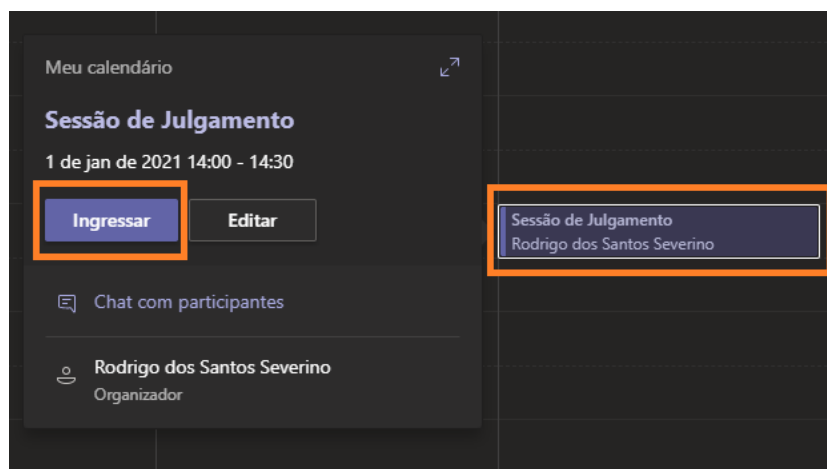 Meu calendário
Sessão de Julgamento
1 de jan de 2021 14:00 - 14:30
Ingressar
Editar
Chat com participantes
Rodrigo dos Santos Severino
Organizador
Sessão de Julgamento
Rodrigo dos Santos Severino